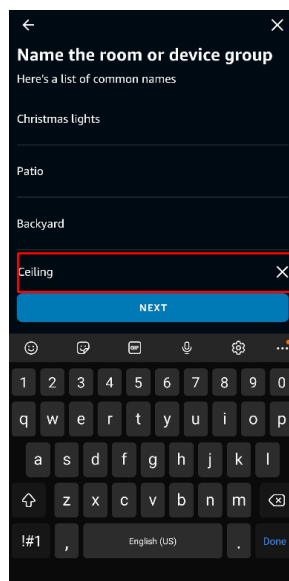 Name the room or device group
Here's a list of common names
Christmas lights
Patio
Backyard
Ceiling
NEXT
GIF
1 2 3 4 5 6 7 8 9 0
q w e r t y u i o p
a s d f g h j k l
z x c v b n m
!#1 , English (US) . Done